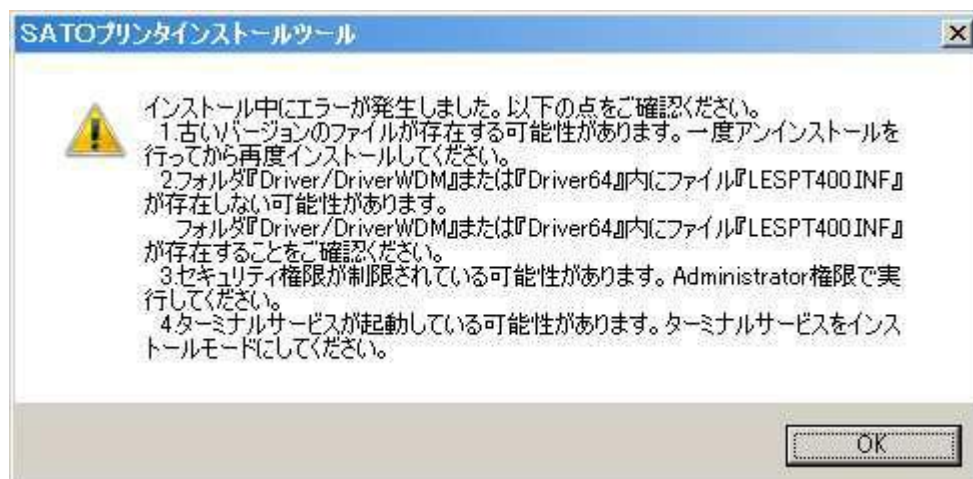 SATOプリンタインストールツール
インストール中にエラーが発生しました。以下の点をご確認ください。
1.古いバージョンのファイルが存在する可能性があります。一度アンインストールを
行ってから再度インストールしてください。
2.フォルダ『Driver/DriverWDM』または『Driver64』内にファイル『LESPT400.INF』
が存在しない可能性があります。
フォルダ『Driver/DriverWDM』または『Driver64』内にファイル『LESPT400.INF』
が存在することをご確認ください。
3.セキュリティ権限が制限されている可能性があります。Administrator権限で実
行してください。
4.ターミナルサービスが起動している可能性があります。ターミナルサービスをインス
トールモードにしてください。
OK